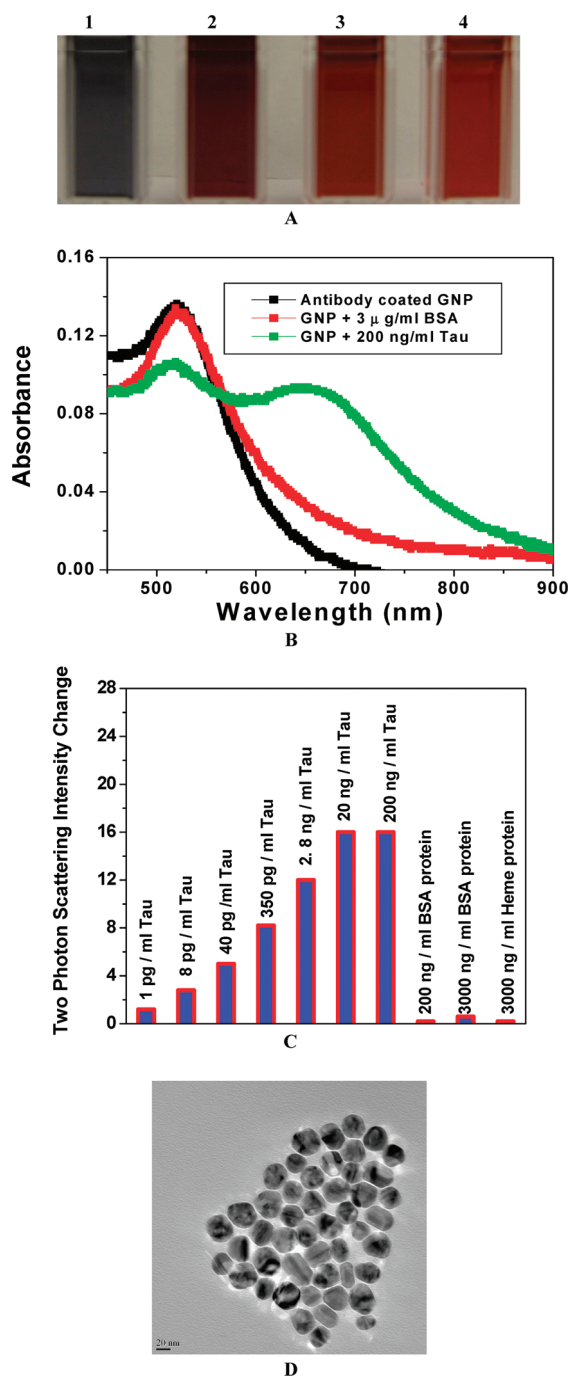 1 2 3 4
A
0.16
0.12
0.08
0.04
0.00
Absorbance
Antibody coated GNP
GNP + 3 μ g/ml BSA
GNP + 200 ng/ml Tau
500 600 700 800 900
Wavelength (nm)
B
28
24
20
16
12
8
4
0
Two Photon Scattering Intensity Change
1 pg / ml Tau
8 pg / ml Tau
40 pg /ml Tau
350 pg / ml Tau
2. 8 ng / ml Tau
20 ng / ml Tau
200 ng / ml Tau
200 ng / ml BSA protein
3000 ng / ml BSA protein
3000 ng / ml Heme protein
C
20 nm
D